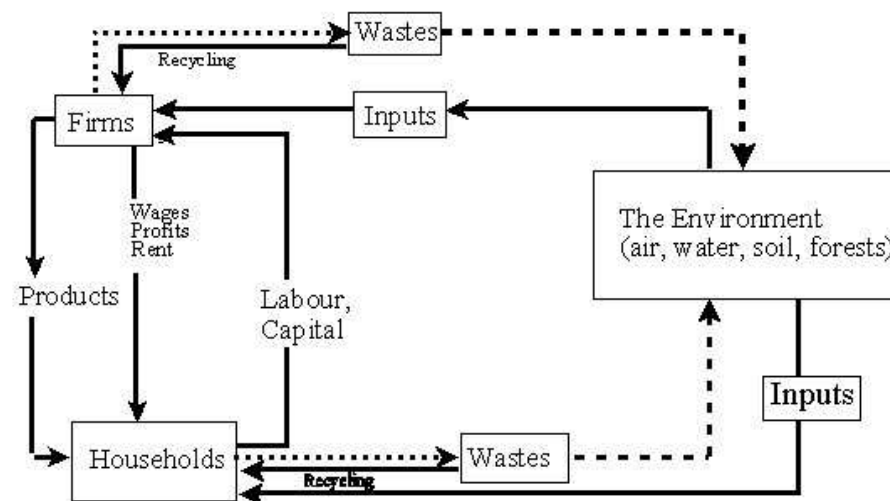 Wastes
Recycling
Firms
Inputs
Wages
Profits
Rent
The Environment
(air, water, soil, forests)
Products
Labour,
Capital
Inputs
Households
Wastes
Recycling